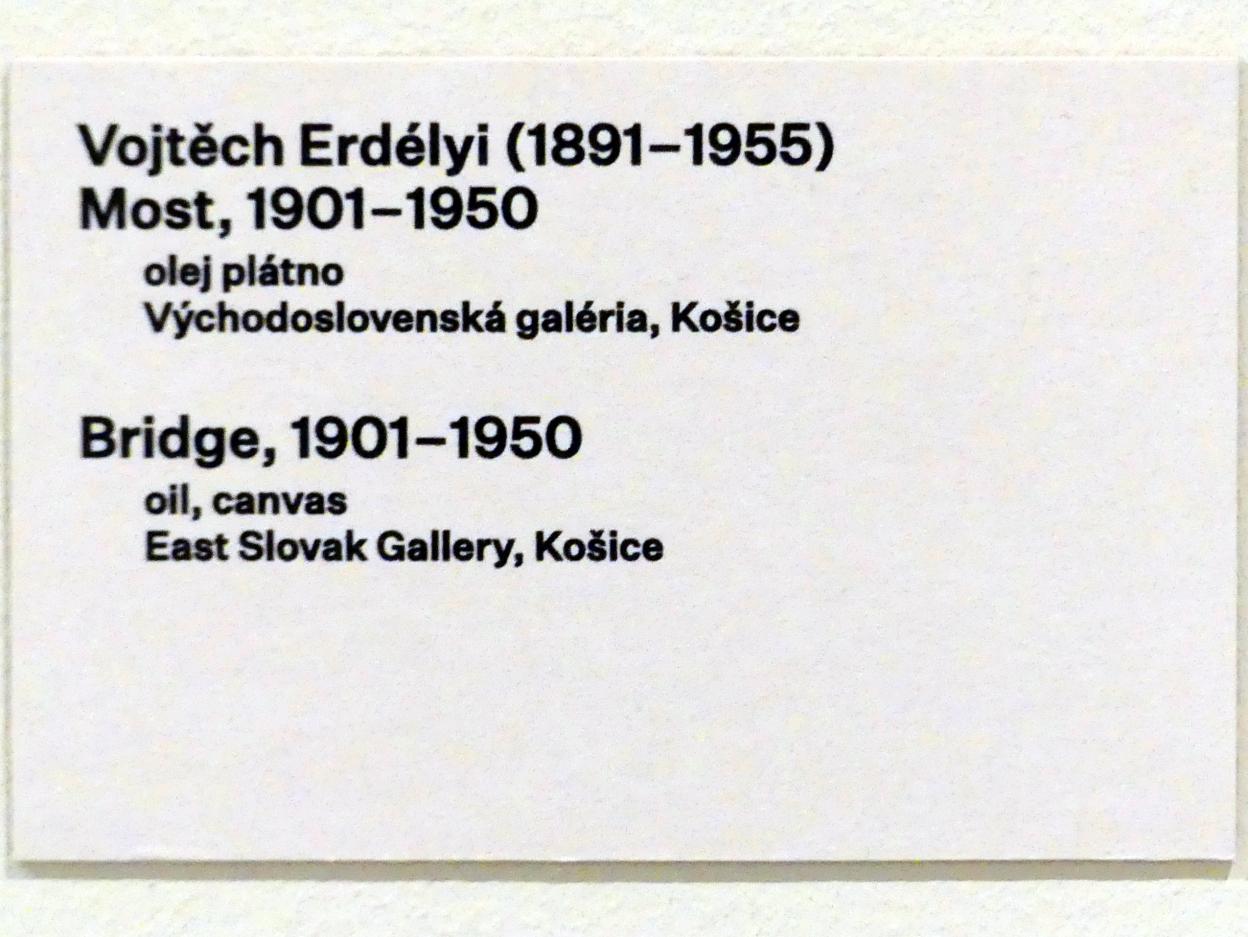 Vojtěch Erdélyi (1891–1955)
Most, 1901–1950
olej plátno
Východoslovenská galéria, Košice
Bridge, 1901–1950
oil, canvas
East Slovak Gallery, Košice